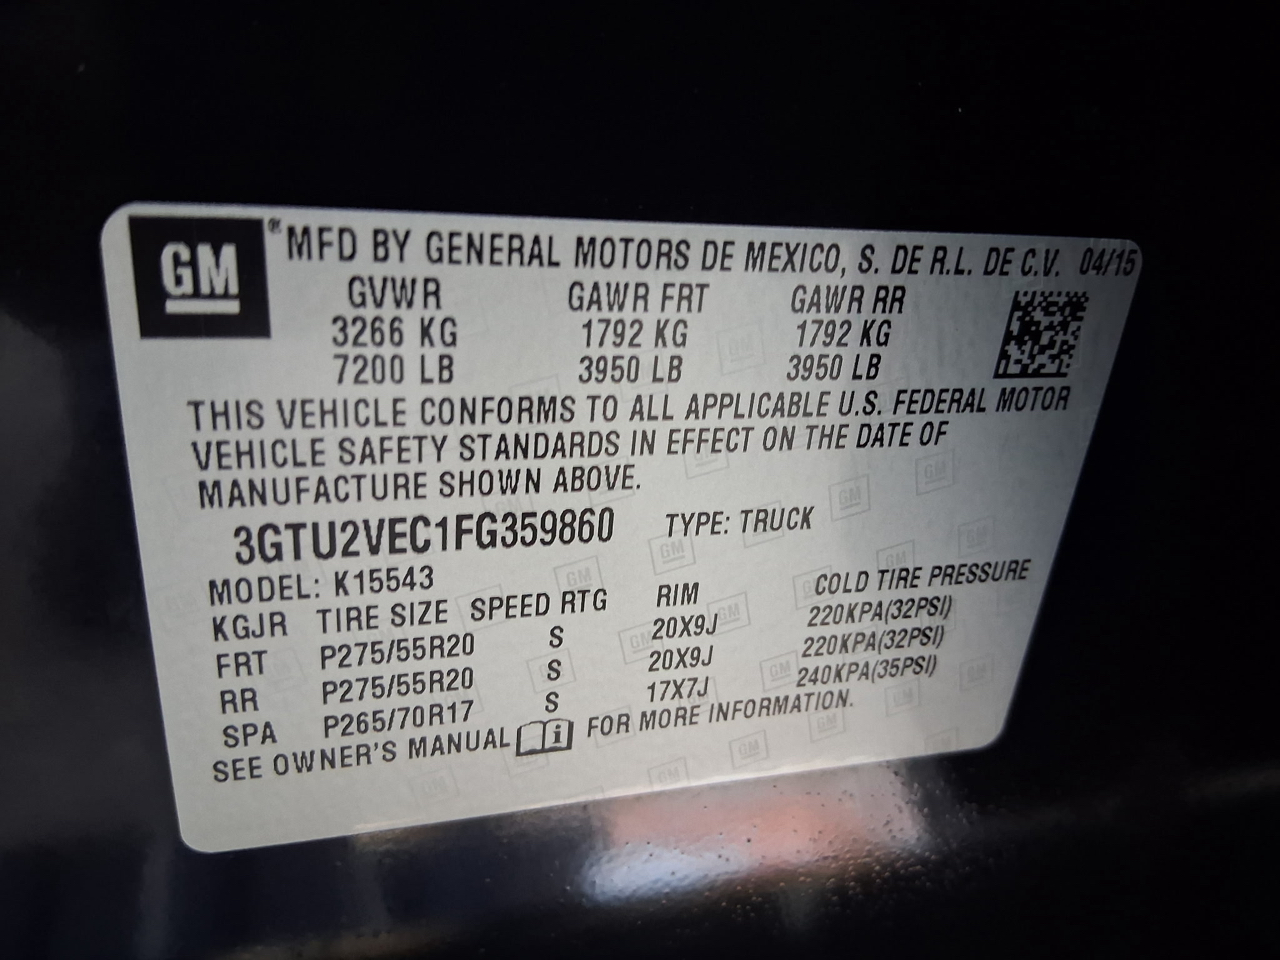 GM ® MFD BY GENERAL MOTORS DE MEXICO, S. DE R.L. DE C.V. 04/15
GVWR GAWR FRT GAWR RR
3266 KG 1792 KG 1792 KG
7200 LB 3950 LB 3950 LB
THIS VEHICLE CONFORMS TO ALL APPLICABLE U.S. FEDERAL MOTOR
VEHICLE SAFETY STANDARDS IN EFFECT ON THE DATE OF
MANUFACTURE SHOWN ABOVE.
3GTU2VEC1FG359860 TYPE: TRUCK
MODEL: K15543
KGJR TIRE SIZE SPEED RTG RIM COLD TIRE PRESSURE
FRT P275/55R20 S 20X9J 220KPA(32PSI)
RR P275/55R20 S 20X9J 220KPA(32PSI)
SPA P265/70R17 S 17X7J 240KPA(35PSI)
SEE OWNER'S MANUAL i FOR MORE INFORMATION.